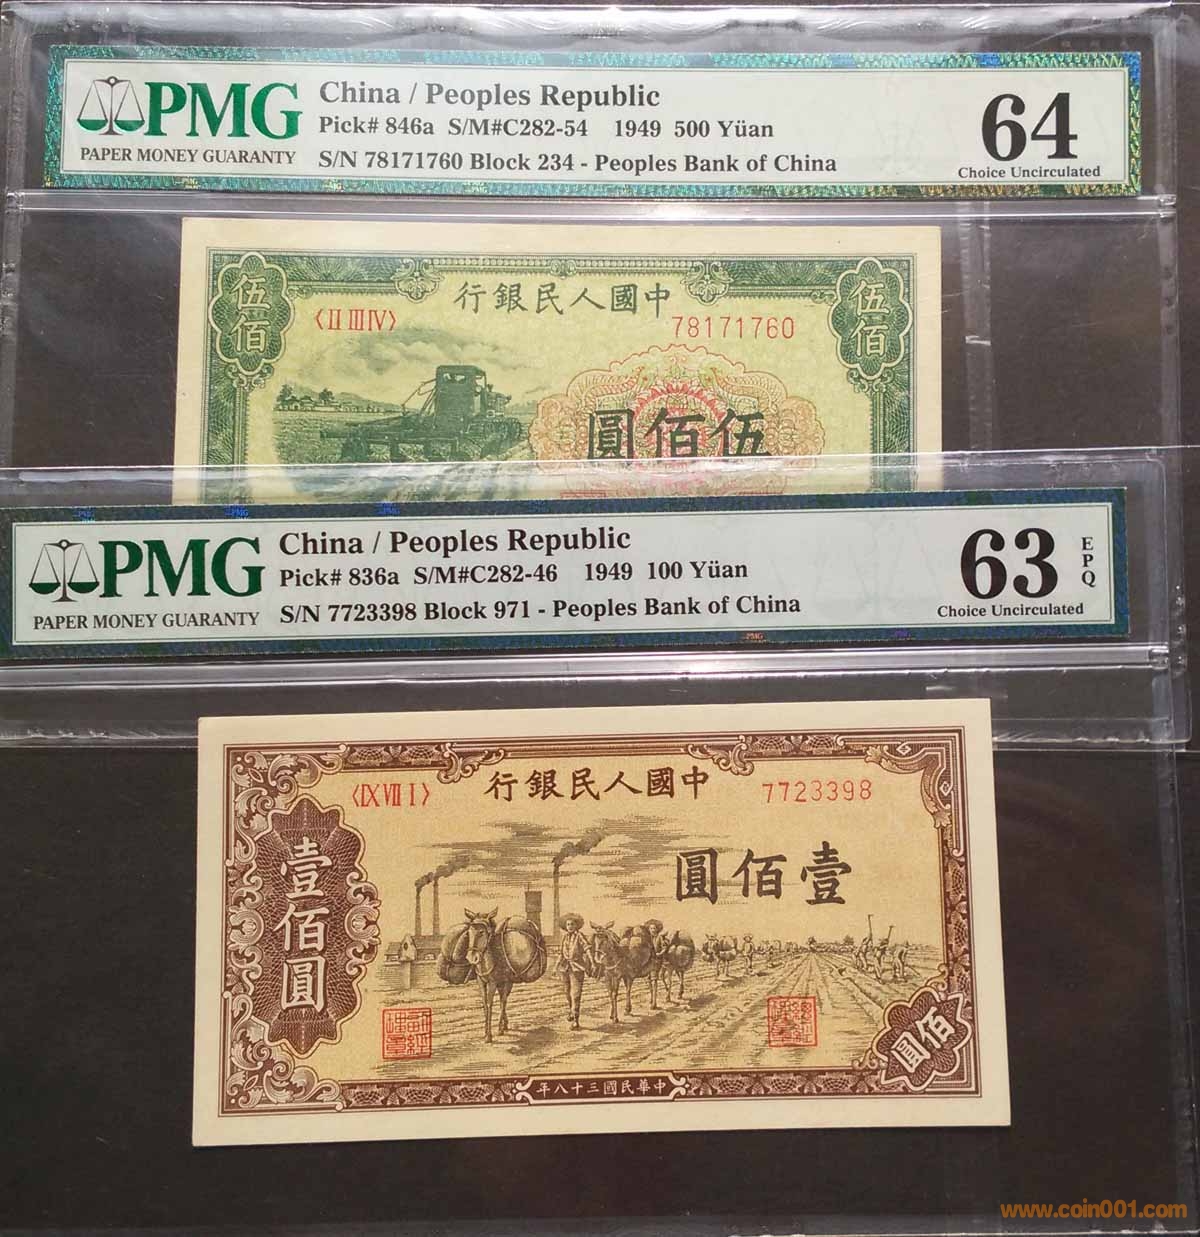 PMG
PAPER MONEY GUARANTY
China / Peoples Republic
Pick# 846a S/M#C282-54 1949 500 Yüan
S/N 78171760 Block 234 - Peoples Bank of China
64
Choice Uncirculated
行銀民人國中
伍佰
伍佰
〈II III IV〉
78171760
圓佰伍
PMG
PAPER MONEY GUARANTY
China / Peoples Republic
Pick# 836a S/M#C282-46 1949 100 Yüan
S/N 7723398 Block 971 - Peoples Bank of China
63
EPQ
Choice Uncirculated
行銀民人國中
〈IX VII I〉
7723398
圓佰壹
壹佰圓
佰圓
年八十三國民華中
www.coin001.com